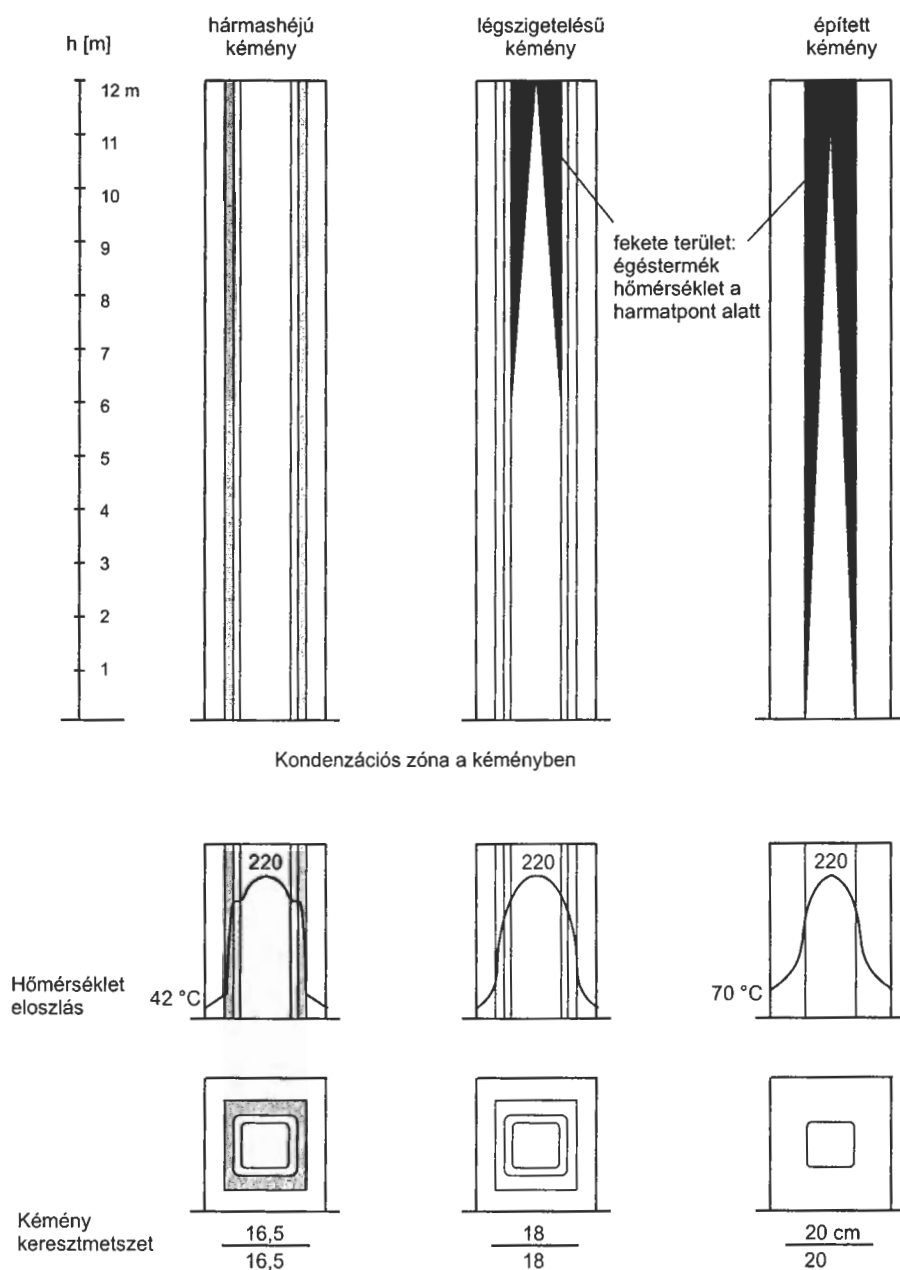 h [m]
hármashéjú
kémény
légszigetelésű
kémény
épített
kémény
12 m
11
10
9
8
7
6
5
4
3
2
1
fekete terület:
égéstermék
hőmérséklet a
harmatpont alatt
Kondenzációs zóna a kéményben
Hőmérséklet
eloszlás
42 °C
220
220
70 °C
220
Kémény
keresztmetszet
16,5
16,5
18
18
20 cm
20